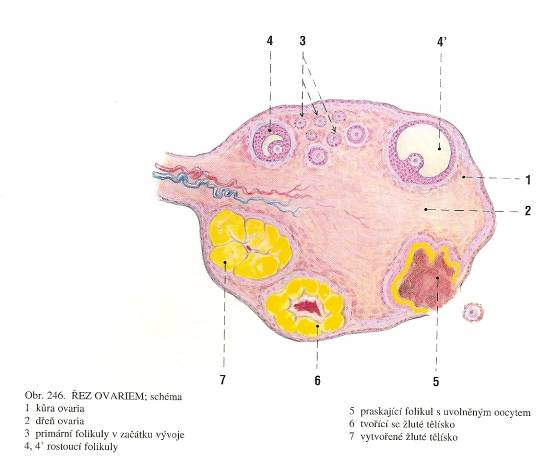 4 3 4'
1
2
7 6 5
Obr. 246. ŘEZ OVARIEM; schéma
1 kůra ovaria
2 dřeň ovaria
3 primární folikuly v začátku vývoje
4, 4' rostoucí folikuly
5 praskající folikul s uvolněným oocytem
6 tvořící se žluté tělísko
7 vytvořené žluté tělísko